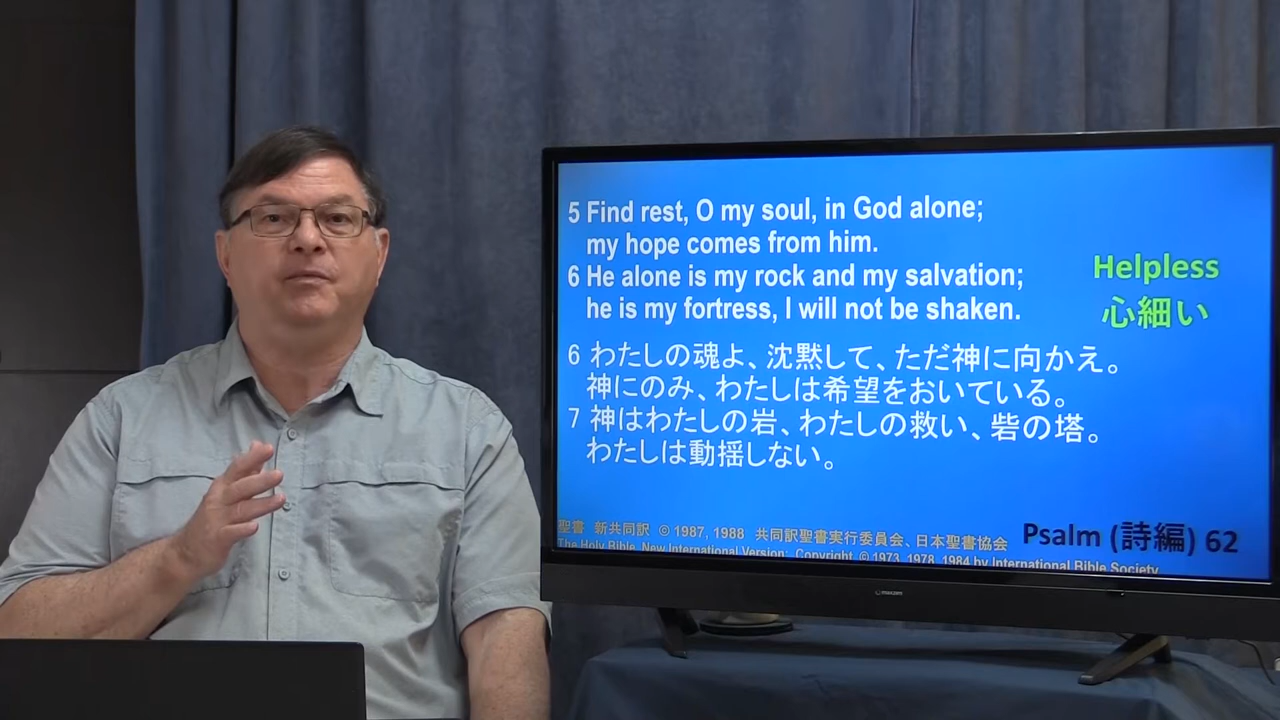 5 Find rest, O my soul, in God alone;
my hope comes from him.
6 He alone is my rock and my salvation;
he is my fortress, I will not be shaken.
Helpless
心細い
6 わたしの魂よ、沈黙して、ただ神に向かえ。
神にのみ、わたしは希望をおいている。
7 神はわたしの岩、わたしの救い、砦の塔。
わたしは動揺しない。
聖書 新共同訳 © 1987, 1988 共同訳聖書実行委員会、日本聖書協会
The Holy Bible, New International Version; Copyright © 1973, 1978, 1984 by International Bible Society
Psalm (詩編) 62
maxzen